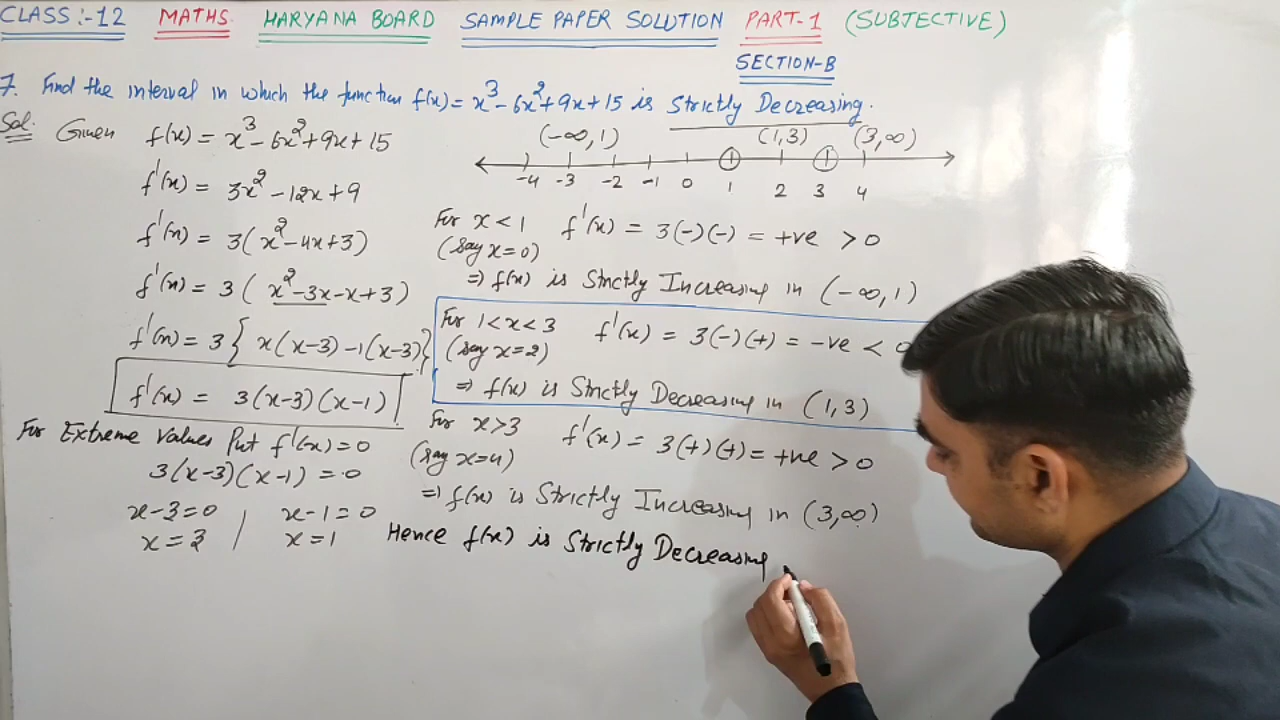 CLASS :-12 MATHS HARYANA BOARD SAMPLE PAPER SOLUTION PART-1 (SUBJECTIVE)
SECTION-B
7. Find the interval in which the function f(x) = x³ - 6x² + 9x + 15 is Strictly Decreasing.
Sol. Given f(x) = x³ - 6x² + 9x + 15
f'(x) = 3x² - 12x + 9
f'(x) = 3(x² - 4x + 3)
f'(x) = 3(x² - 3x - x + 3)
f'(x) = 3{x(x-3) - 1(x-3)}
f'(x) = 3(x-3)(x-1)
For Extreme Values Put f'(x) = 0
3(x-3)(x-1) = 0
x-3=0 / x-1=0
x=3 x=1
(-∞,1) (1,3) (3,∞)
-4 -3 -2 -1 0 1 2 3 4
For x<1 f'(x) = 3(-)(-) = +ve > 0
(say x=0)
⇒ f(x) is Strictly Increasing in (-∞,1)
For 1<x<3 f'(x) = 3(-)(+) = -ve < 0
(say x=2)
⇒ f(x) is Strictly Decreasing in (1,3)
For x>3 f'(x) = 3(+)(+) = +ve > 0
(say x=4)
⇒ f(x) is Strictly Increasing in (3,∞)
Hence f(x) is Strictly Decreasing